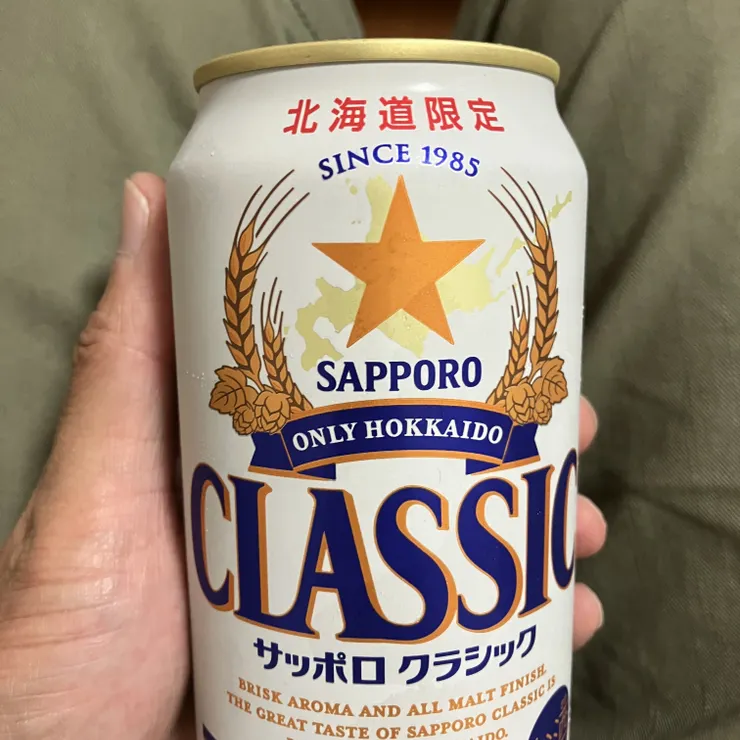 北海道限定
SINCE 1985
SAPPORO
ONLY HOKKAIDO
CLASSIC
サッポロ クラシック
BRISK AROMA AND ALL MALT FINISH.
THE GREAT TASTE OF SAPPORO CLASSIC IS